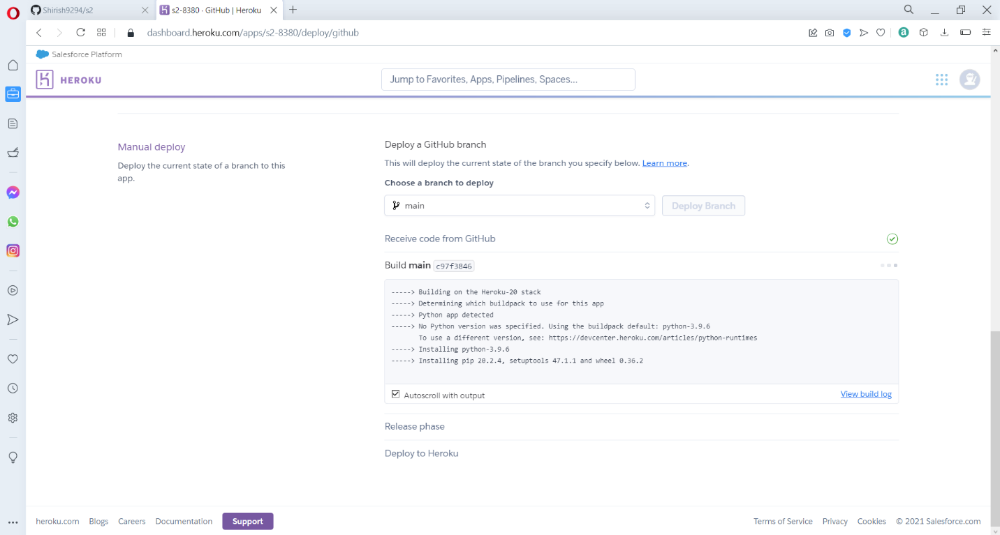 Shirish9294/s2
s2-8380 · GitHub | Heroku
dashboard.heroku.com/apps/s2-8380/deploy/github
a
Salesforce Platform
HEROKU
Jump to Favorites, Apps, Pipelines, Spaces...
Manual deploy
Deploy the current state of a branch to this
app.
Deploy a GitHub branch
This will deploy the current state of the branch you specify below. Learn more.
Choose a branch to deploy
main
Deploy Branch
Receive code from GitHub
Build main c97f3846
-----> Building on the Heroku-20 stack
-----> Determining which buildpack to use for this app
-----> Python app detected
-----> No Python version was specified. Using the buildpack default: python-3.9.6
To use a different version, see: https://devcenter.heroku.com/articles/python-runtimes
-----> Installing python-3.9.6
-----> Installing pip 20.2.4, setuptools 47.1.1 and wheel 0.36.2
Autoscroll with output
View build log
Release phase
Deploy to Heroku
heroku.com Blogs Careers Documentation Support
Terms of Service Privacy Cookies © 2021 Salesforce.com